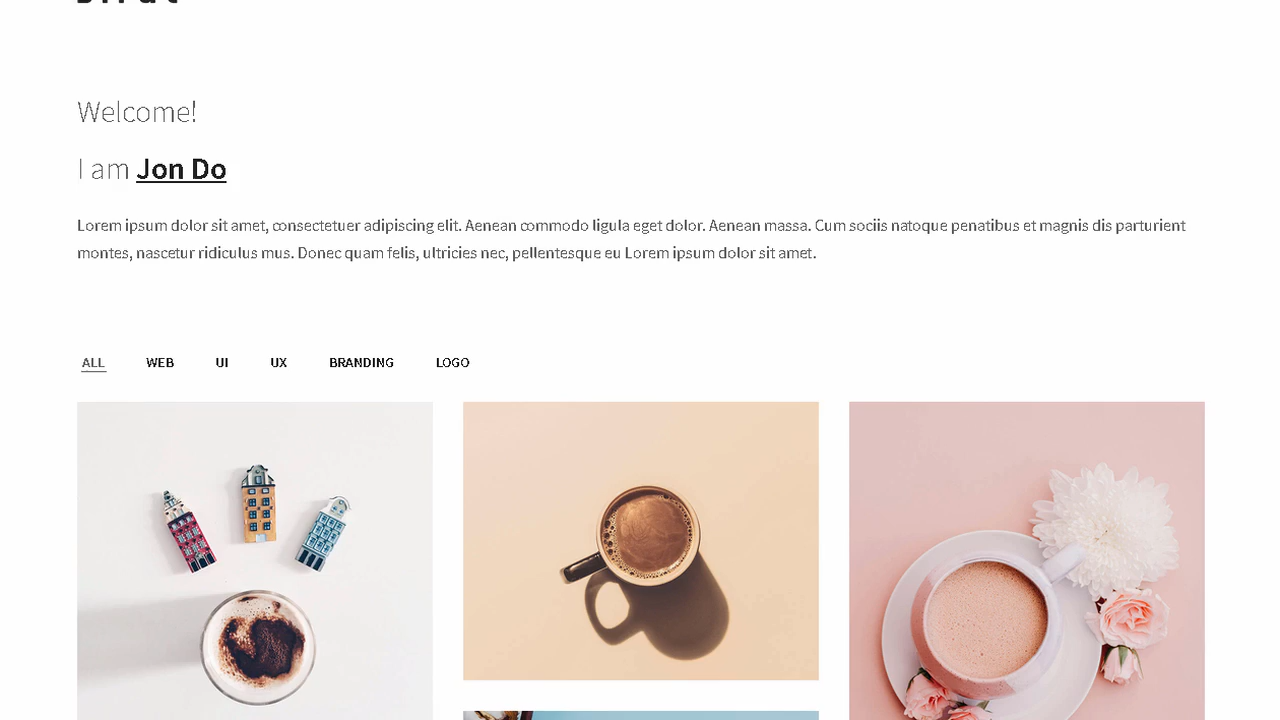 Welcome!
I am Jon Do
Lorem ipsum dolor sit amet, consectetuer adipiscing elit. Aenean commodo ligula eget dolor. Aenean massa. Cum sociis natoque penatibus et magnis dis parturient
montes, nascetur ridiculus mus. Donec quam felis, ultricies nec, pellentesque eu Lorem ipsum dolor sit amet.
ALL WEB UI UX BRANDING LOGO